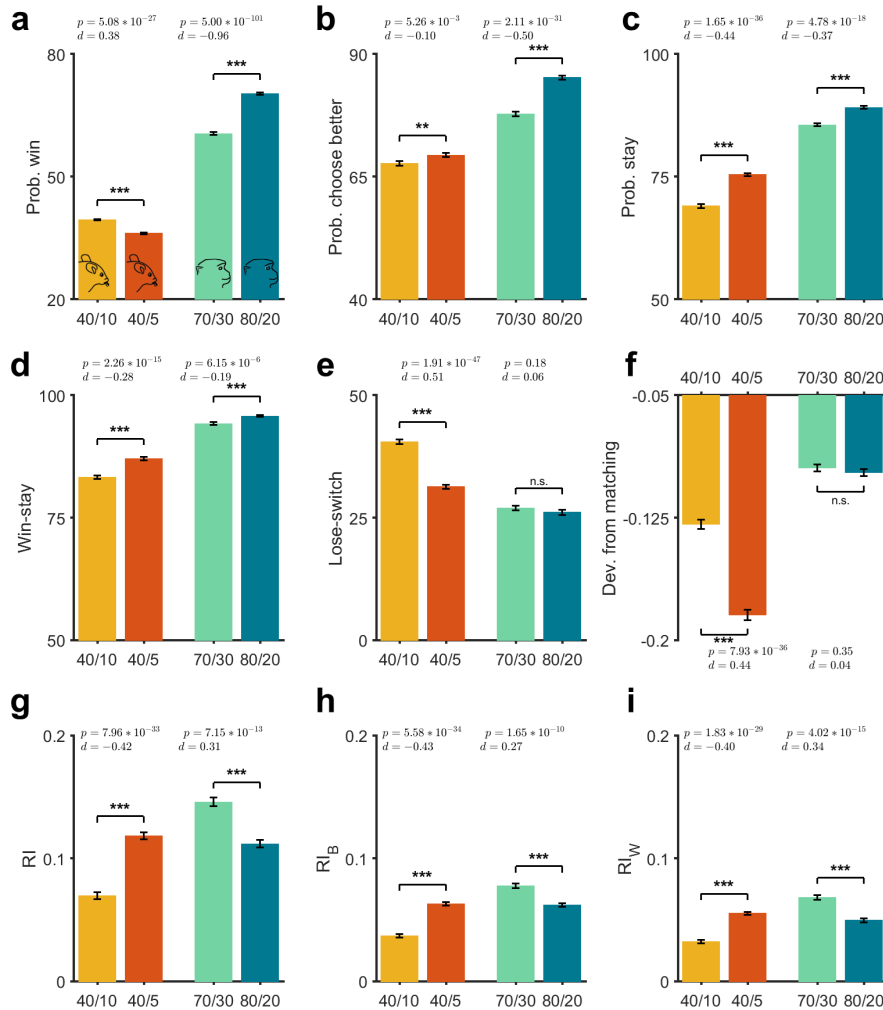 a
p = 5.08 * 10^-27
d = 0.38
p = 5.00 * 10^-101
d = −0.96
80
***
***
50
Prob. win
20
40/10 40/5 70/30 80/20
b
p = 5.26 * 10^-3
d = −0.10
p = 2.11 * 10^-31
d = −0.50
90
***
**
65
Prob. choose better
40
40/10 40/5 70/30 80/20
c
p = 1.65 * 10^-36
d = −0.44
p = 4.78 * 10^-18
d = −0.37
100
***
***
75
Prob. stay
50
40/10 40/5 70/30 80/20
d
p = 2.26 * 10^-15
d = −0.28
p = 6.15 * 10^-6
d = −0.19
100
***
***
75
Win-stay
50
40/10 40/5 70/30 80/20
e
p = 1.91 * 10^-47
d = 0.51
p = 0.18
d = 0.06
50
***
n.s.
25
Lose-switch
0
40/10 40/5 70/30 80/20
f
40/10 40/5 70/30 80/20
-0.05
n.s.
-0.125
Dev. from matching
-0.2
***
p = 7.93 * 10^-36
d = 0.44
p = 0.35
d = 0.04
g
0.2
p = 7.96 * 10^-33
d = −0.42
p = 7.15 * 10^-13
d = 0.31
***
***
0.1
RI
0
40/10 40/5 70/30 80/20
h
0.2
p = 5.58 * 10^-34
d = −0.43
p = 1.65 * 10^-10
d = 0.27
***
***
0.1
RI_B
0
40/10 40/5 70/30 80/20
i
0.2
p = 1.83 * 10^-29
d = −0.40
p = 4.02 * 10^-15
d = 0.34
***
***
0.1
RI_W
0
40/10 40/5 70/30 80/20